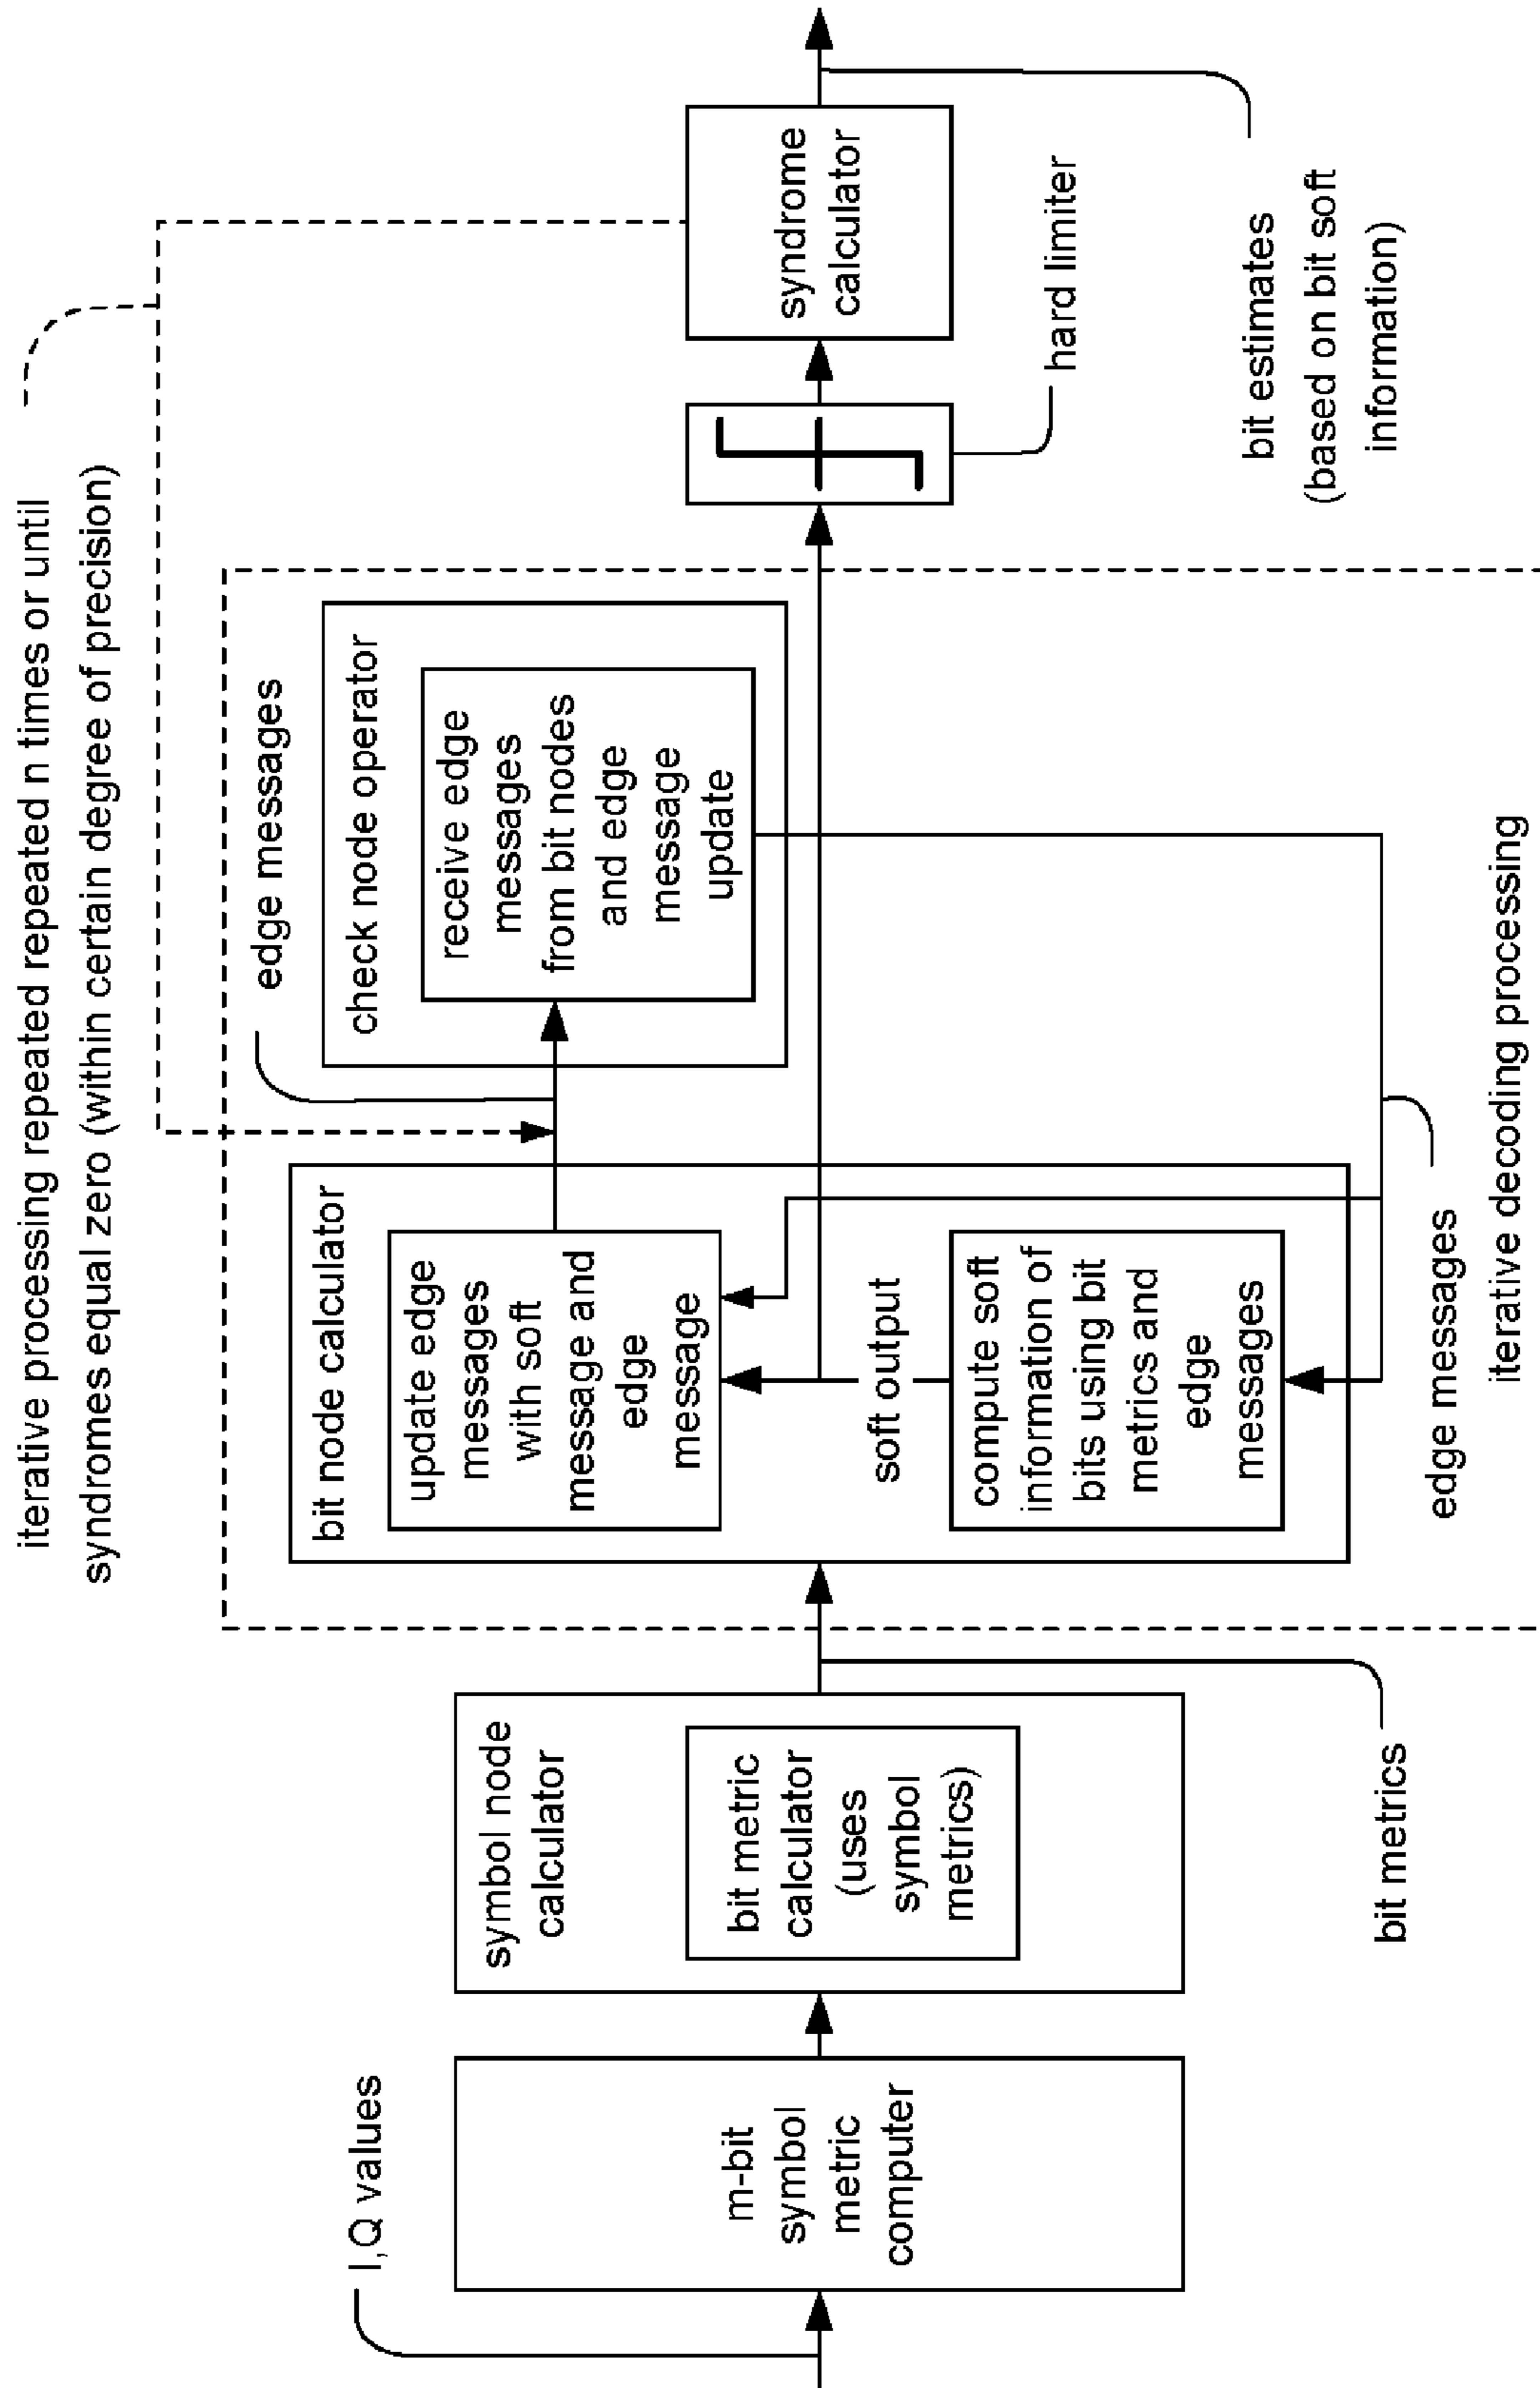 iterative processing repeated repeated n times or until
syndromes equal zero (within certain degree of precision)
I,Q values
m-bit
symbol
metric
computer
symbol node
calculator
bit metric
calculator
(uses
symbol
metrics)
bit metrics
bit node calculator
update edge
messages
with soft
message and
edge
message
soft output
compute soft
information of
bits using bit
metrics and
edge
messages
edge messages
edge messages
check node operator
receive edge
messages
from bit nodes
and edge
message
update
iterative decoding processing
hard limiter
syndrome
calculator
bit estimates
(based on bit soft
information)